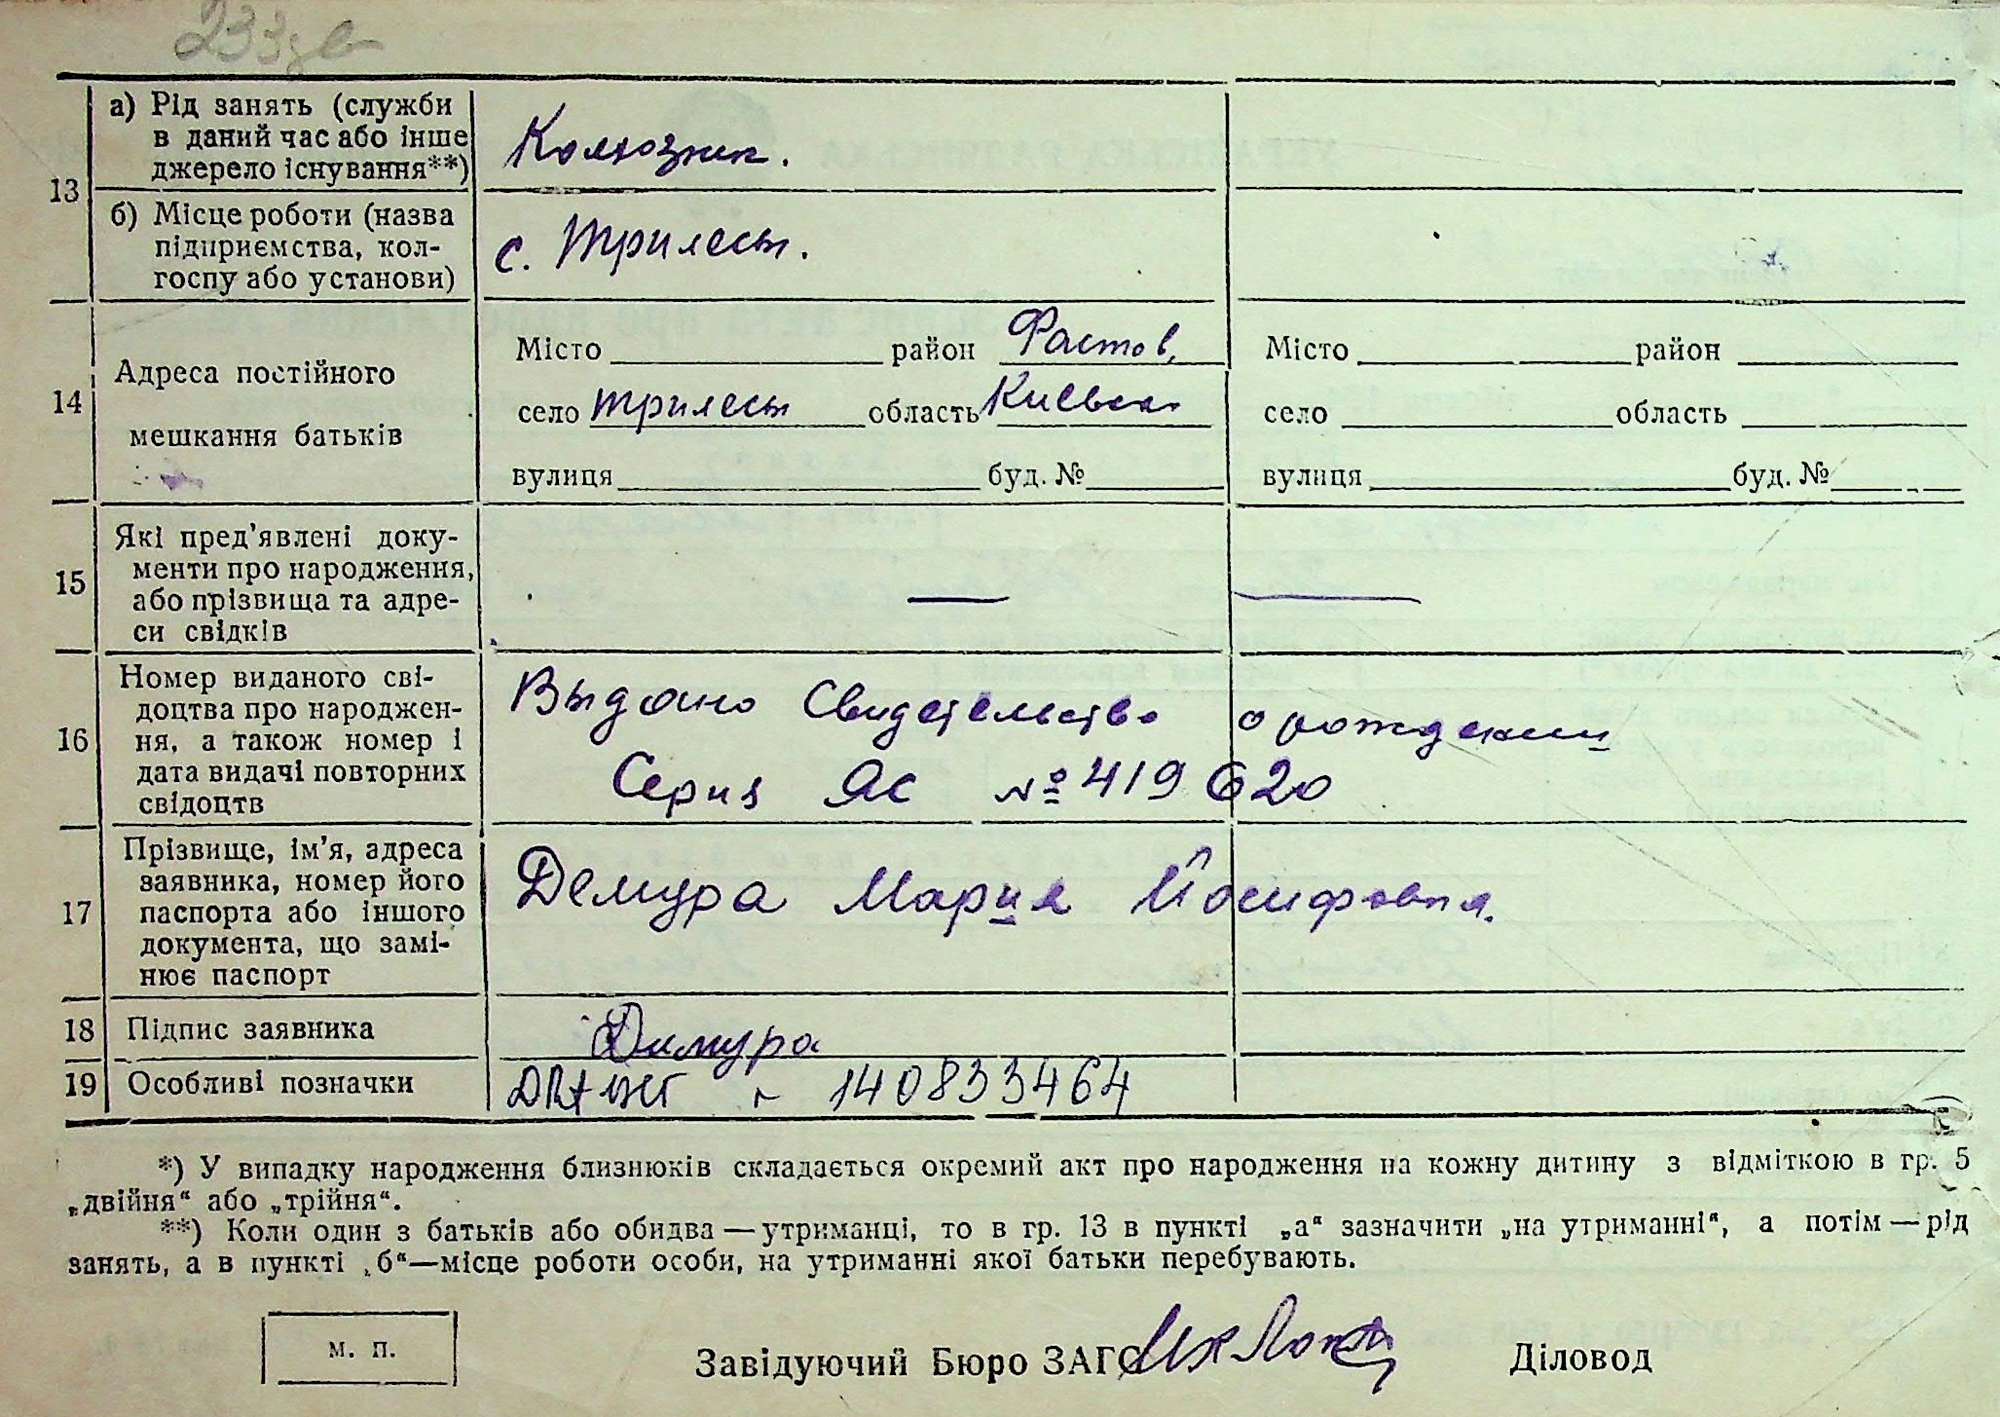 233
13 а) Рід занять (служби
в даний час або інше
джерело існування**)
Колхозник.
б) Місце роботи (назва
підприємства, кол-
госпу або установи)
с. Трилесы.
14 Адреса постійного
мешкання батьків
Місто район Фастов, Місто район
село Трилесы область Киевска село область
вулиця буд. № вулиця буд. №
15 Які пред'явлені доку-
менти про народження,
або прізвища та адре-
си свідків
— —
16 Номер виданого сві-
доцтва про народжен-
ня, а також номер і
дата видачі повторних
свідоцтв
Выдано Свидетельство о рождении
Серия ЯС № 419620
17 Прізвище, ім'я, адреса
заявника, номер його
паспорта або іншого
документа, що замі-
нює паспорт
Демура Мария Йосифовна.
18 Підпис заявника Димура
19 Особливі позначки 140833464
*) У випадку народження близнюків складається окремий акт про народження на кожну дитину з відміткою в гр. 5
„двійня“ або „трійня“.
**) Коли один з батьків або обидва — утриманці, то в гр. 13 в пункті „а“ зазначити „на утриманні“, а потім — рід
занять, а в пункті „б“—місце роботи особи, на утриманні якої батьки перебувають.
м. п.
Завідуючий Бюро ЗАГС Діловод